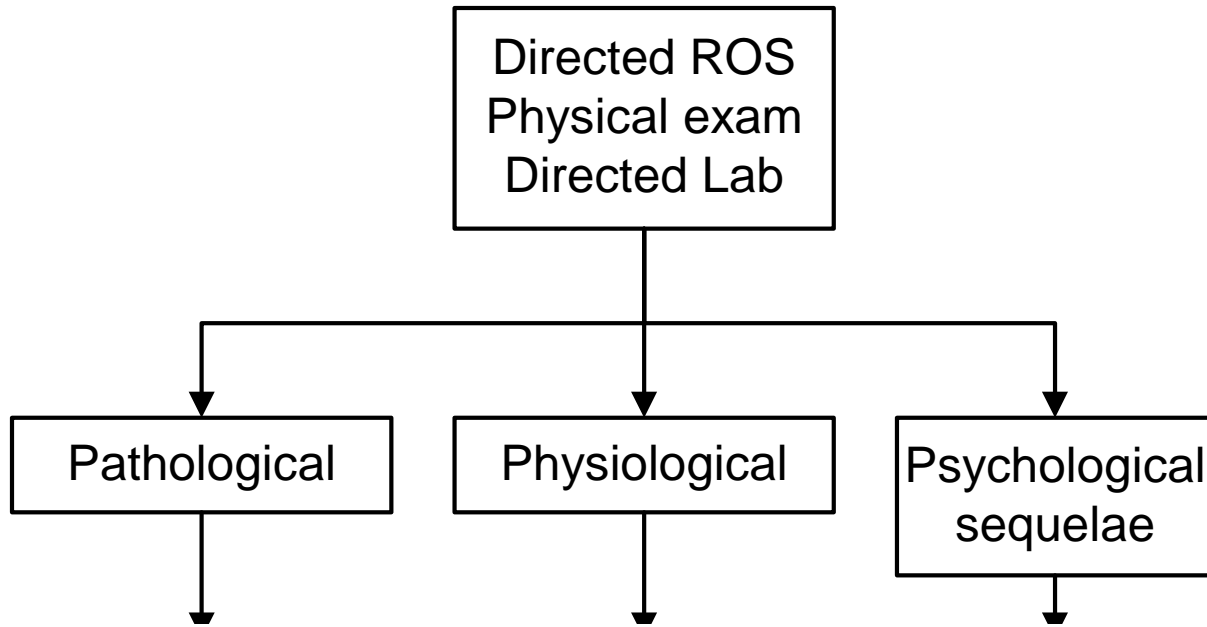 Directed ROS
Physical exam
Directed Lab
Pathological
Physiological
Psychological
sequelae